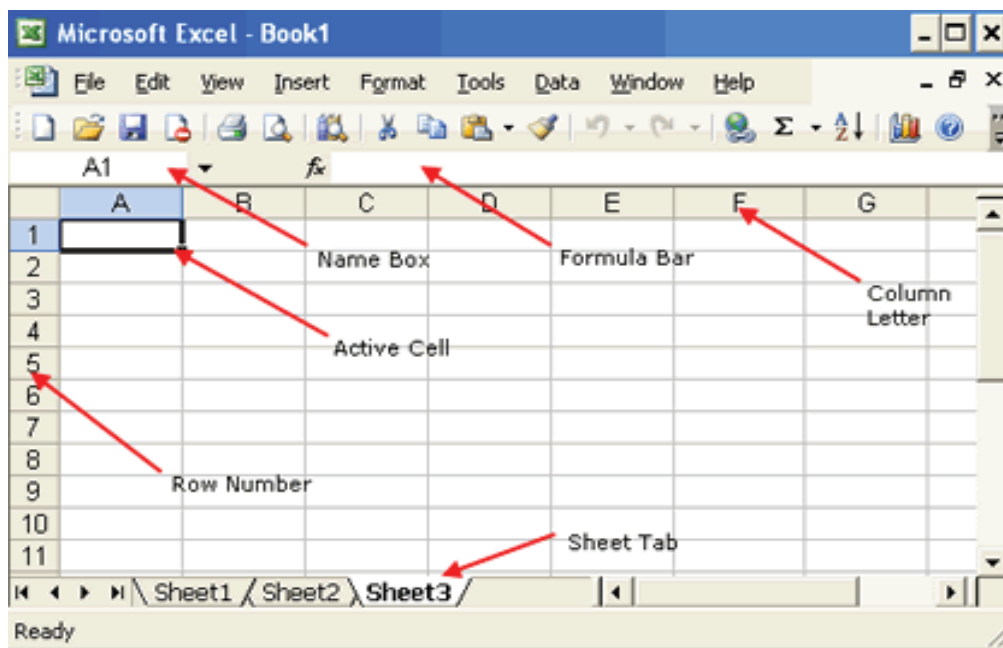 Microsoft Excel - Book1
File Edit View Insert Format Tools Data Window Help
A1 fx
A B C D E F G
1
2 Name Box Formula Bar
3 Column
4 Letter
Active Cell
5
6
7
8
9 Row Number
10
11 Sheet Tab
Sheet1 Sheet2 Sheet3
Ready